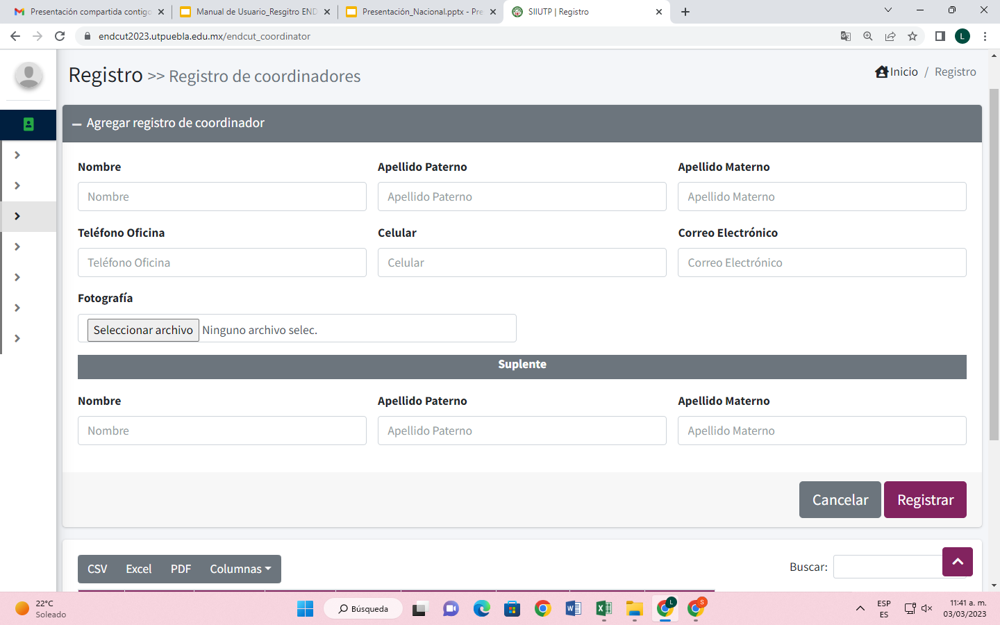 Presentación compartida contigo
Manual de Usuario_Resgitro END
Presentación_Nacional.pptx - Pre
SIIUTP | Registro
endcut2023.utpuebla.edu.mx/endcut_coordinator
L
Registro >> Registro de coordinadores
Inicio / Registro
Agregar registro de coordinador
Nombre Apellido Paterno Apellido Materno
Nombre Apellido Paterno Apellido Materno
Teléfono Oficina Celular Correo Electrónico
Teléfono Oficina Celular Correo Electrónico
Fotografía
Seleccionar archivo Ninguno archivo selec.
Suplente
Nombre Apellido Paterno Apellido Materno
Nombre Apellido Paterno Apellido Materno
Cancelar Registrar
CSV Excel PDF Columnas
Buscar:
22°C
Soleado
Búsqueda
L
S
ESP
ES
11:41 a. m.
03/03/2023